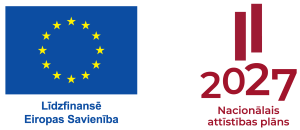 Līdzfinansē
Eiropas Savienība
2027
Nacionālais
attīstības plāns